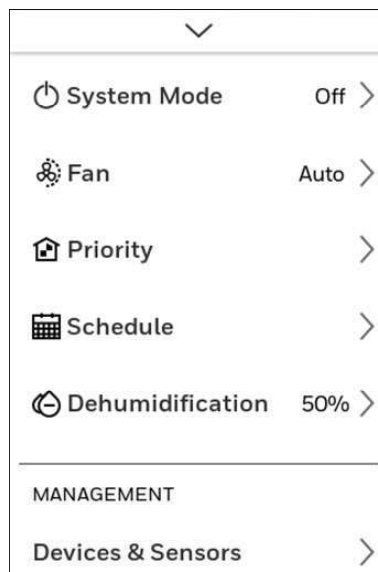 System Mode Off
Fan Auto
Priority
Schedule
Dehumidification 50%
MANAGEMENT
Devices & Sensors